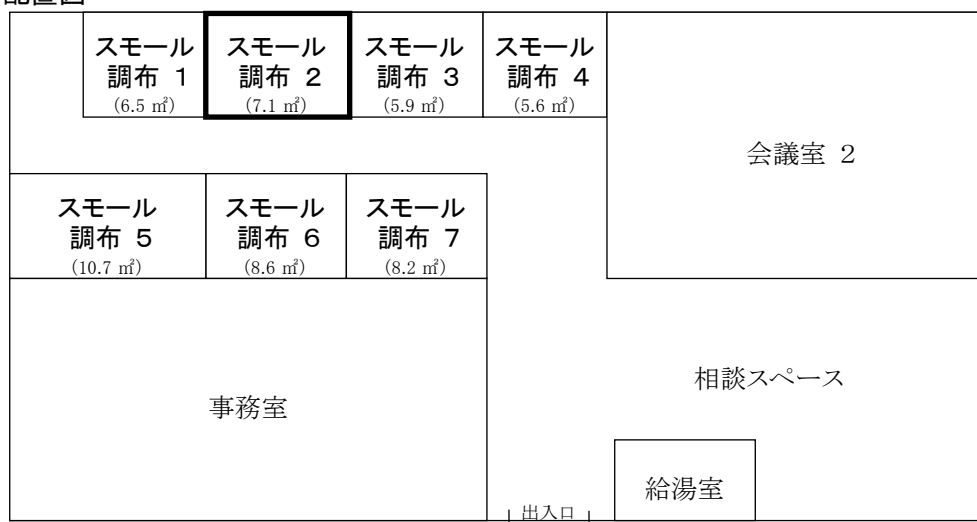 配置図
スモール
調布 1
(6.5 ㎡)
スモール
調布 2
(7.1 ㎡)
スモール
調布 3
(5.9 ㎡)
スモール
調布 4
(5.6 ㎡)
会議室 2
スモール
調布 5
(10.7 ㎡)
スモール
調布 6
(8.6 ㎡)
スモール
調布 7
(8.2 ㎡)
相談スペース
事務室
給湯室
出入口